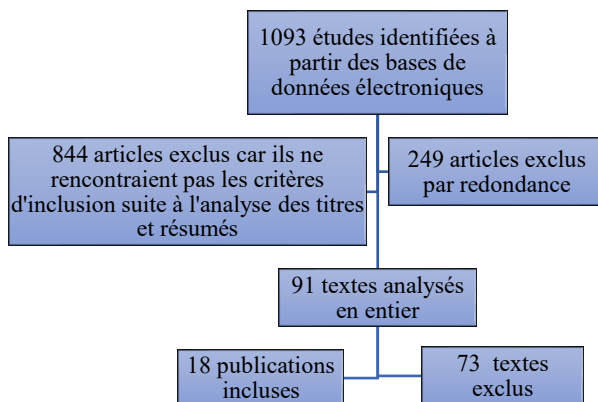 1093 études identifiées à
partir des bases de
données électroniques
844 articles exclus car ils ne
rencontraient pas les critères
d'inclusion suite à l'analyse des titres
et résumés
249 articles exclus
par redondance
91 textes analysés
en entier
18 publications
incluses
73 textes
exclus